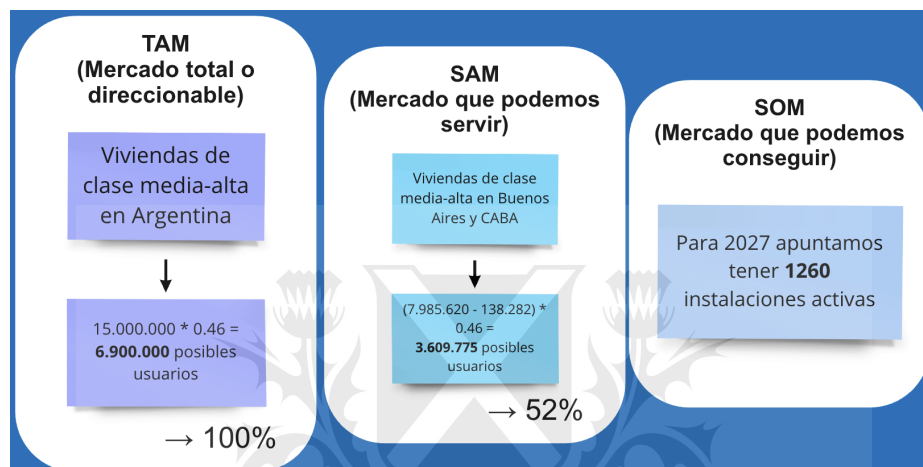 TAM
(Mercado total o
direccionable)
Viviendas de
clase media-alta
en Argentina
15.000.000 * 0.46 =
6.900.000 posibles
usuarios
→ 100%
SAM
(Mercado que podemos
servir)
Viviendas de clase
media-alta en Buenos
Aires y CABA
(7.985.620 - 138.282) *
0.46 =
3.609.775 posibles
usuarios
→ 52%
SOM
(Mercado que podemos
conseguir)
Para 2027 apuntamos
tener 1260
instalaciones activas